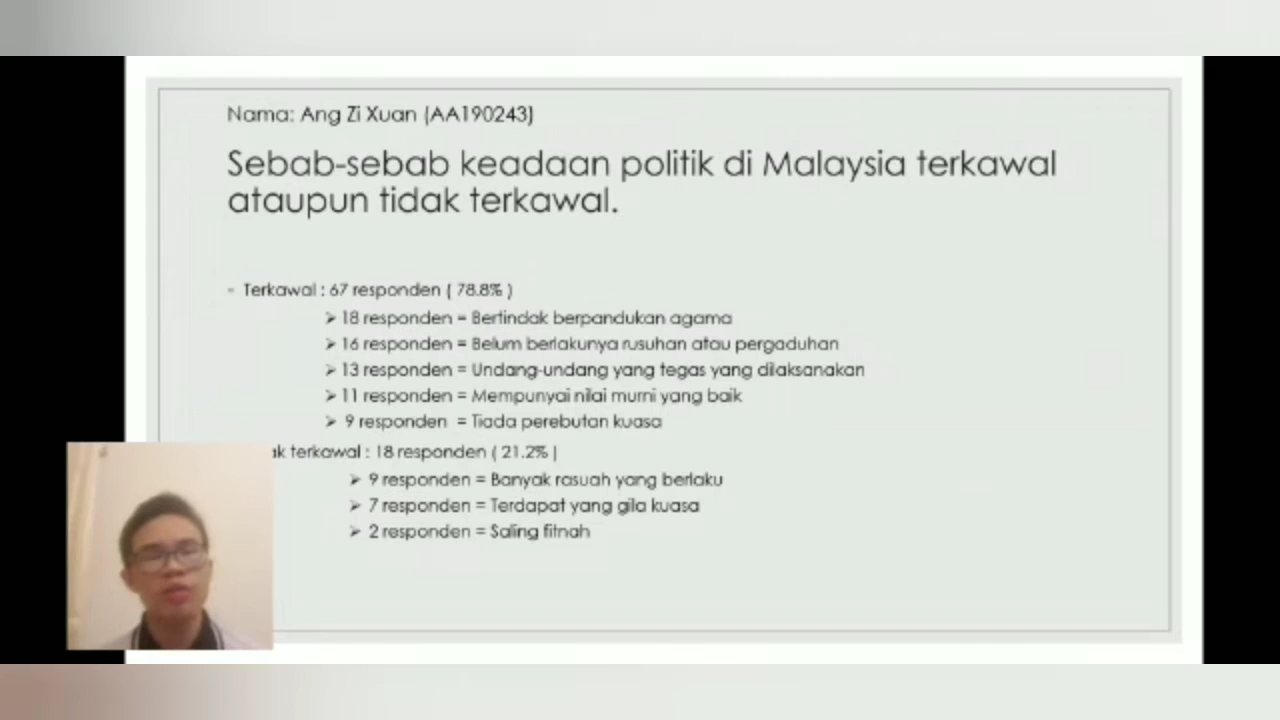 Nama: Ang Zi Xuan (AA190243)
Sebab-sebab keadaan politik di Malaysia terkawal
ataupun tidak terkawal.
- Terkawal : 67 responden ( 78.8% )
➢ 18 responden = Bertindak berpandukan agama
➢ 16 responden = Belum berlakunya rusuhan atau pergaduhan
➢ 13 responden = Undang-undang yang tegas yang dilaksanakan
➢ 11 responden = Mempunyai nilai murni yang baik
➢ 9 responden = Tiada perebutan kuasa
ak terkawal : 18 responden ( 21.2% )
➢ 9 responden = Banyak rasuah yang berlaku
➢ 7 responden = Terdapat yang gila kuasa
➢ 2 responden = Saling fitnah